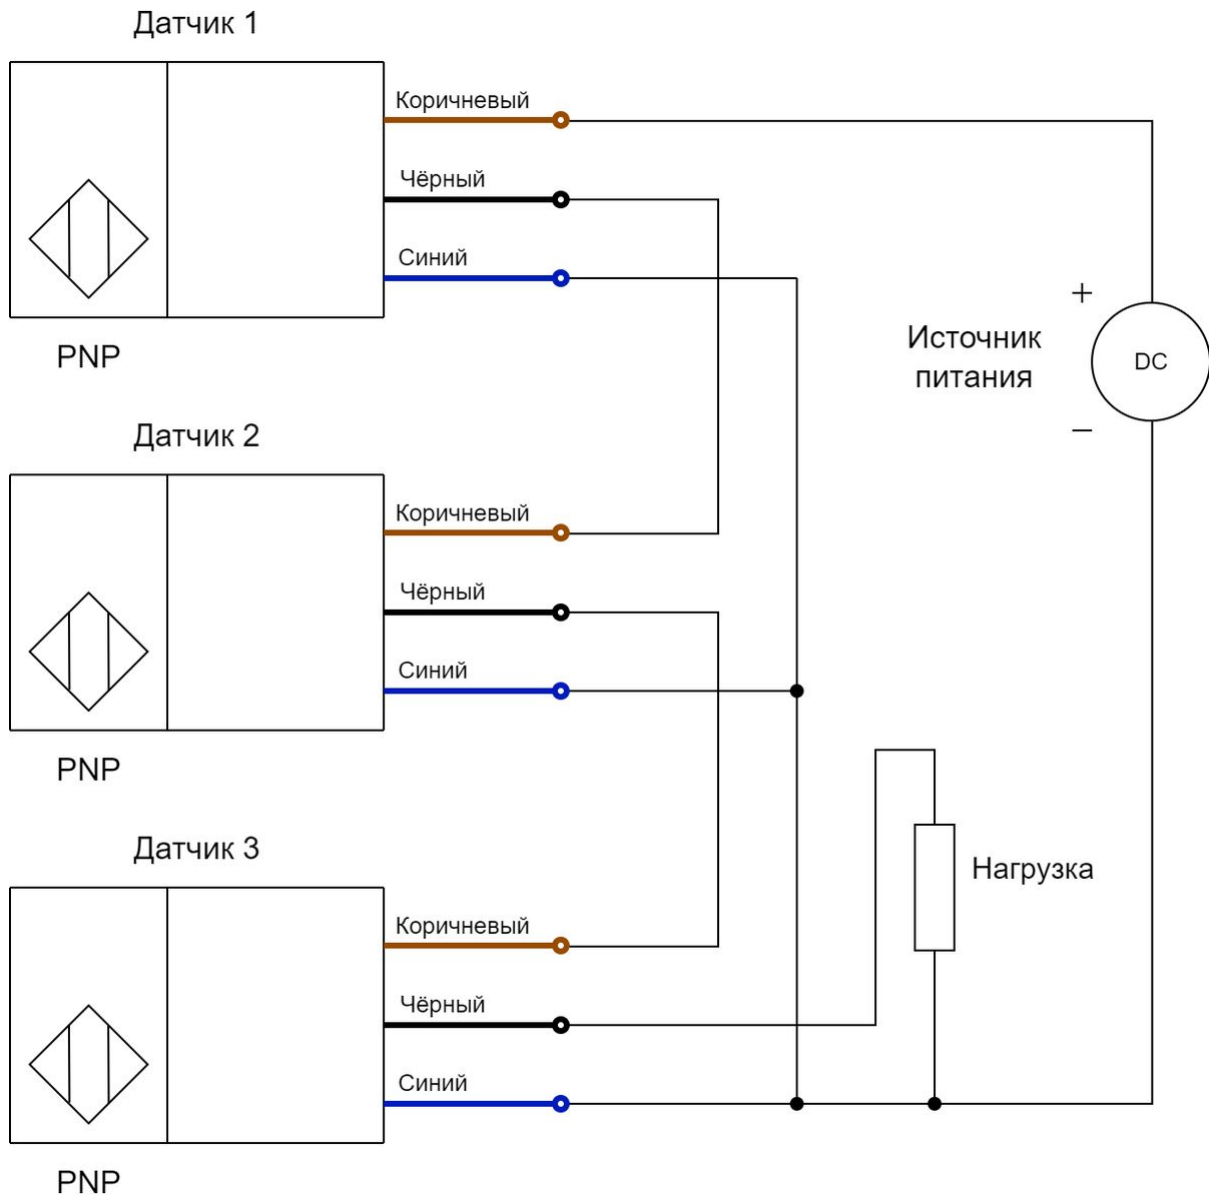 Датчик 1
Коричневый
Чёрный
Синий
PNP
+
Источник
питания
DC
−
Датчик 2
Коричневый
Чёрный
Синий
PNP
Датчик 3
Нагрузка
Коричневый
Чёрный
Синий
PNP